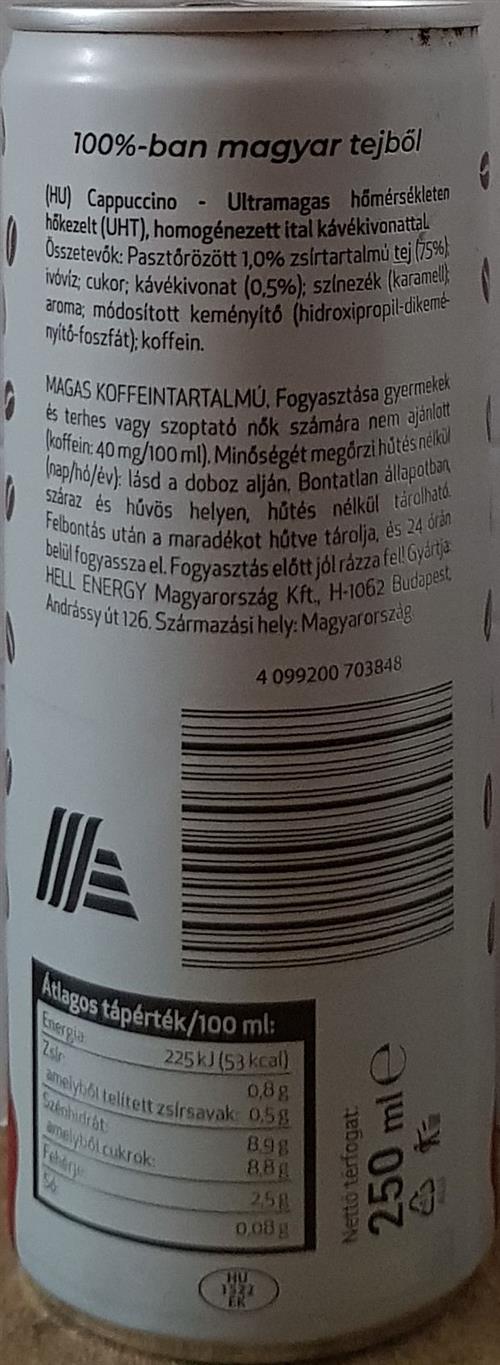 100%-ban magyar tejből
(HU) Cappuccino - Ultramagas hőmérsékleten
hőkezelt (UHT), homogénezett ital kávékivonattal.
Összetevők: Pasztőrözött 1,0% zsírtartalmú tej (75%);
ivóvíz; cukor; kávékivonat (0,5%); színezék (karamell);
aroma; módosított keményítő (hidroxipropil-dikemé-
nyítő-foszfát); koffein.
MAGAS KOFFEINTARTALMÚ. Fogyasztása gyermekek
és terhes vagy szoptató nők számára nem ajánlott
(koffein: 40 mg/100 ml). Minőségét megőrzi hűtés nélkül
(nap/hó/év): lásd a doboz alján. Bontatlan állapotban,
száraz és hűvös helyen, hűtés nélkül tárolható.
Felbontás után a maradékot hűtve tárolja, és 24 órán
belül fogyassza el. Fogyasztás előtt jól rázza fel! Gyártja:
HELL ENERGY Magyarország Kft., H-1062 Budapest,
Andrássy út 126. Származási hely: Magyarország.
4 099200 703848
Átlagos tápérték/100 ml:
Energia: 225 kJ (53 kcal)
Zsír: 0,8 g
amelyből telített zsírsavak: 0,5 g
Szénhidrát: 8,9 g
amelyből cukrok: 8,8 g
Fehérje: 2,5 g
Só: 0,08 g
Nettó térfogat:
250 ml e
HU
1522
EK